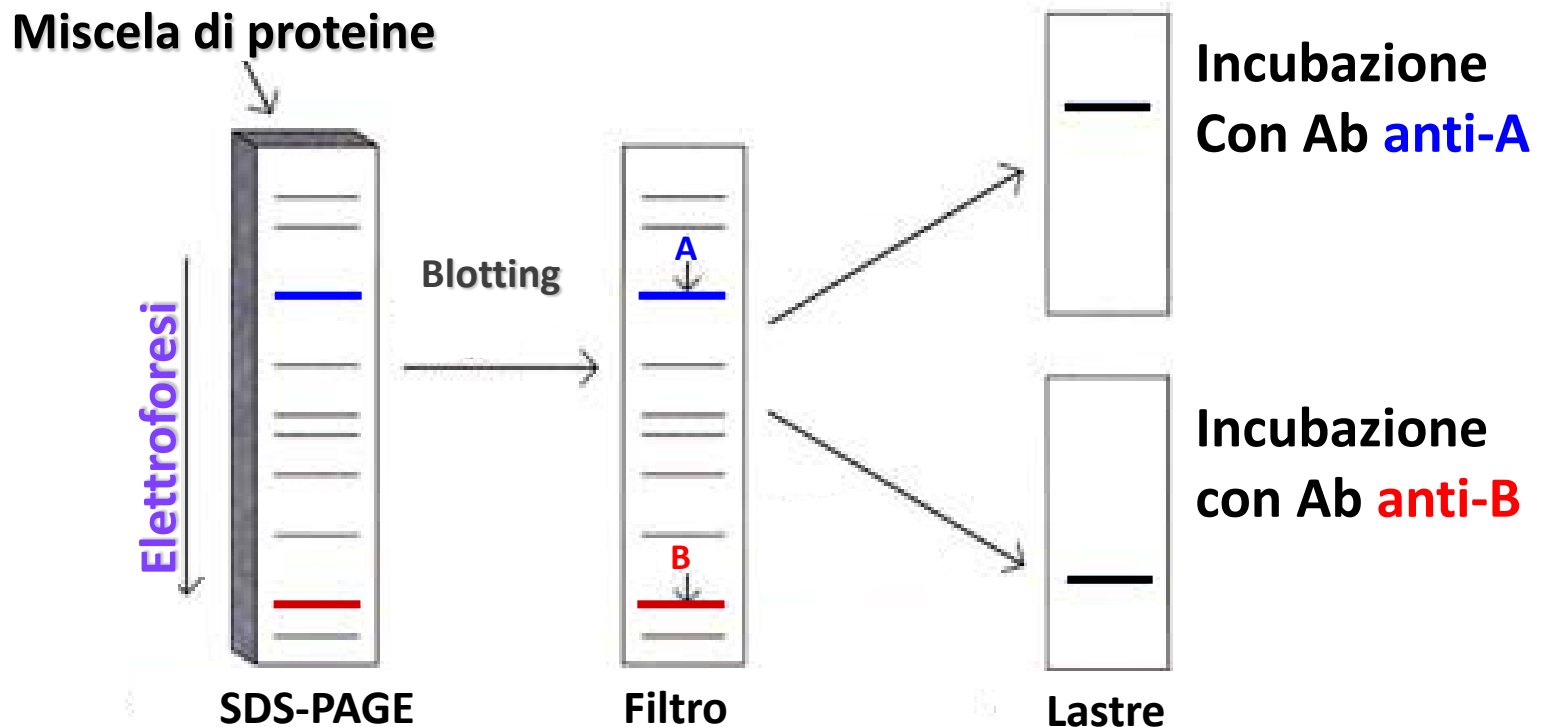 Miscela di proteine
Elettroforesi
SDS-PAGE
Blotting
A
B
Filtro
Incubazione
Con Ab anti-A
Incubazione
con Ab anti-B
Lastre